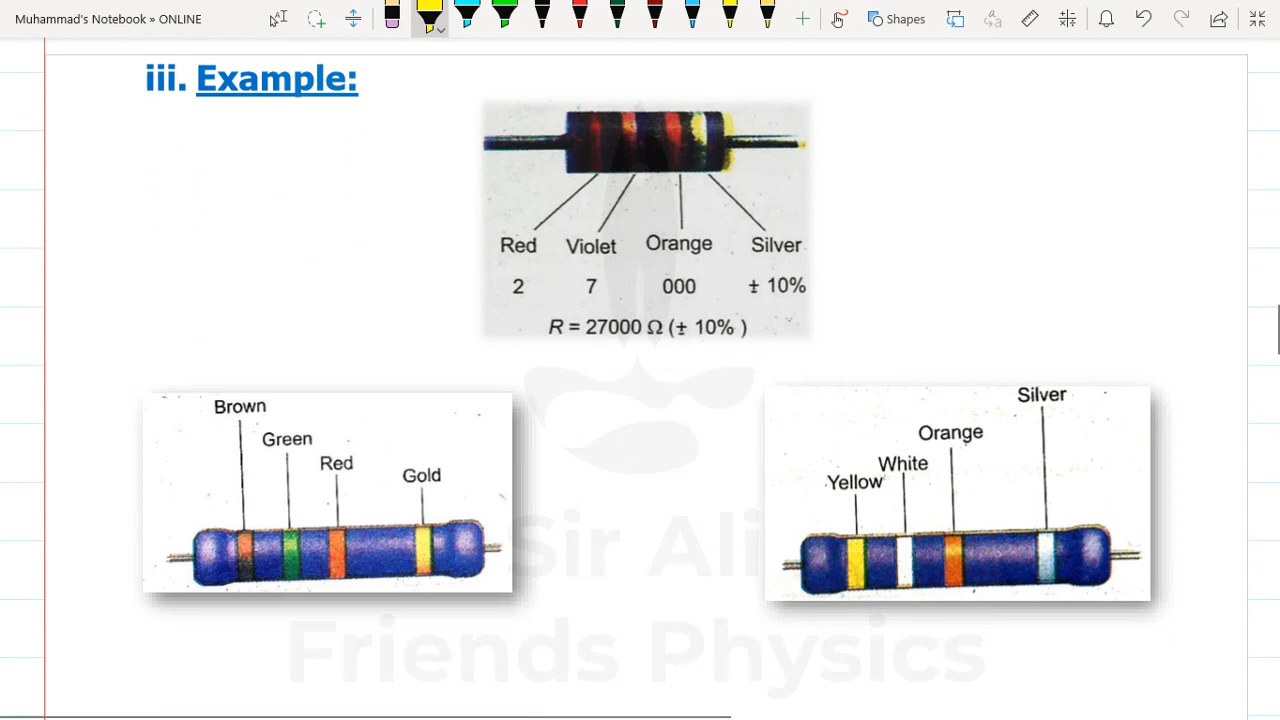 Muhammad's Notebook » ONLINE
Shapes
iii. Example:
Red Violet Orange Silver
2 7 000 ± 10%
R = 27000 Ω (± 10% )
Brown
Green
Red
Gold
Silver
Orange
White
Yellow
Sir Ali
Friends Physics